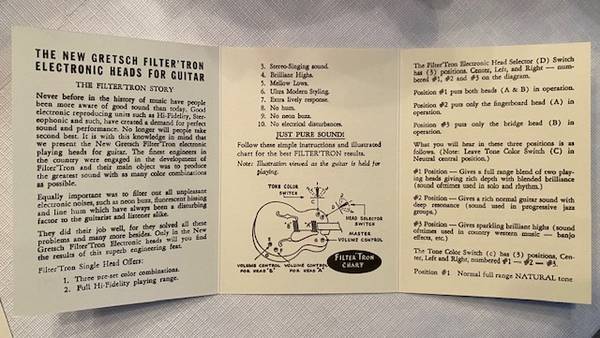 THE NEW GRETSCH FILTER'TRON
ELECTRONIC HEADS FOR GUITAR
THE FILTER'TRON STORY
Never before in the history of music have people
been more aware of good sound than today. Good
electronic reproducing units such as Hi-Fidelity, Ster-
eophonic and such, have created a demand for perfect
sound and performance. No longer will people take
second best. It is with this knowledge in mind that
we present the New Gretsch Filter'Tron electronic
playing heads for guitar. The finest engineers in
the country were engaged in the development of
Filter'Tron and their main object was to produce
the greatest sound with as many color combinations
as possible.
Equally important was to filter out all unpleasant
electronic noises, such as neon buzz, fluorescent hissing
and line hum which have always been a disturbing
factor to the guitarist and listener alike.
They did their job well, for they solved all these
problems and many more besides. Only in the New
Gretsch Filter'Tron Electronic heads will you find
the results of this superb engineering feat.
Filter'Tron Single Head Offers:
1. Three pre-set color combinations.
2. Full Hi-Fidelity playing range.
3. Stereo-Singing sound.
4. Brilliant Highs.
5. Mellow Lows.
6. Ultra Modern Styling.
7. Extra lively response.
8. No hum.
9. No neon buzz.
10. No electrical disturbances.
JUST PURE SOUND!
Follow these simple instructions and illustrated
chart for the best FILTER'TRON results.
Note: Illustration viewed as the guitar is held for
playing.
TONE COLOR
SWITCH
HEAD SELECTOR
SWITCH
MASTER
VOLUME CONTROL
VOLUME CONTROL
FOR HEAD "B"
VOLUME CONTROL
FOR HEAD "A"
FILTER'TRON
CHART
The Filter'Tron Electronic Head Selector (D) Switch
has (3) positions. Center, Left, and Right — num-
bered #1, #2 and #3 on the diagram.
Position #1 puts both heads (A & B) in operation.
Position #2 puts only the fingerboard head (A) in
operation.
Position #3 puts only the bridge head (B) in
operation.
What you will hear in these three positions is as
follows. (Note: Leave Tone Color Switch (C) in
Neutral central position.)
#1 Position — Gives a full range blend of two play-
ing heads giving rich depth with blended brilliance
(sound oftimes used in solo and rhythm.)
#2 Position — Gives a rich normal guitar sound with
deep resonance (sound used in progressive jazz
groups.)
#3 Position — Gives sparkling brilliant highs (sound
oftimes used in country western music — banjo
effects, etc.)
The Tone Color Switch (c) has (3) positions, Cen-
ter, Left and Right, numbered #1 — #2 — #3.
Position #1 Normal full range NATURAL tone